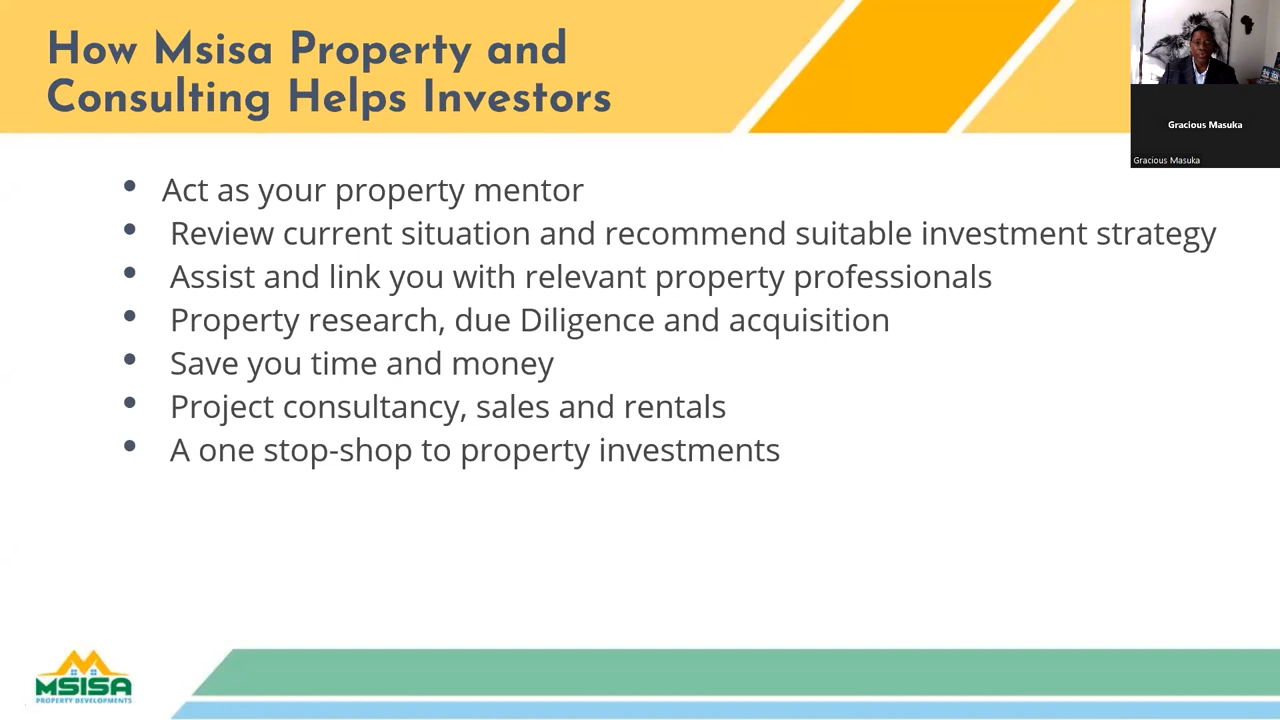 How Msisa Property and
Consulting Helps Investors
Gracious Masuka
Gracious Masuka
• Act as your property mentor
• Review current situation and recommend suitable investment strategy
• Assist and link you with relevant property professionals
• Property research, due Diligence and acquisition
• Save you time and money
• Project consultancy, sales and rentals
• A one stop-shop to property investments
MSISA
PROPERTY DEVELOPMENTS